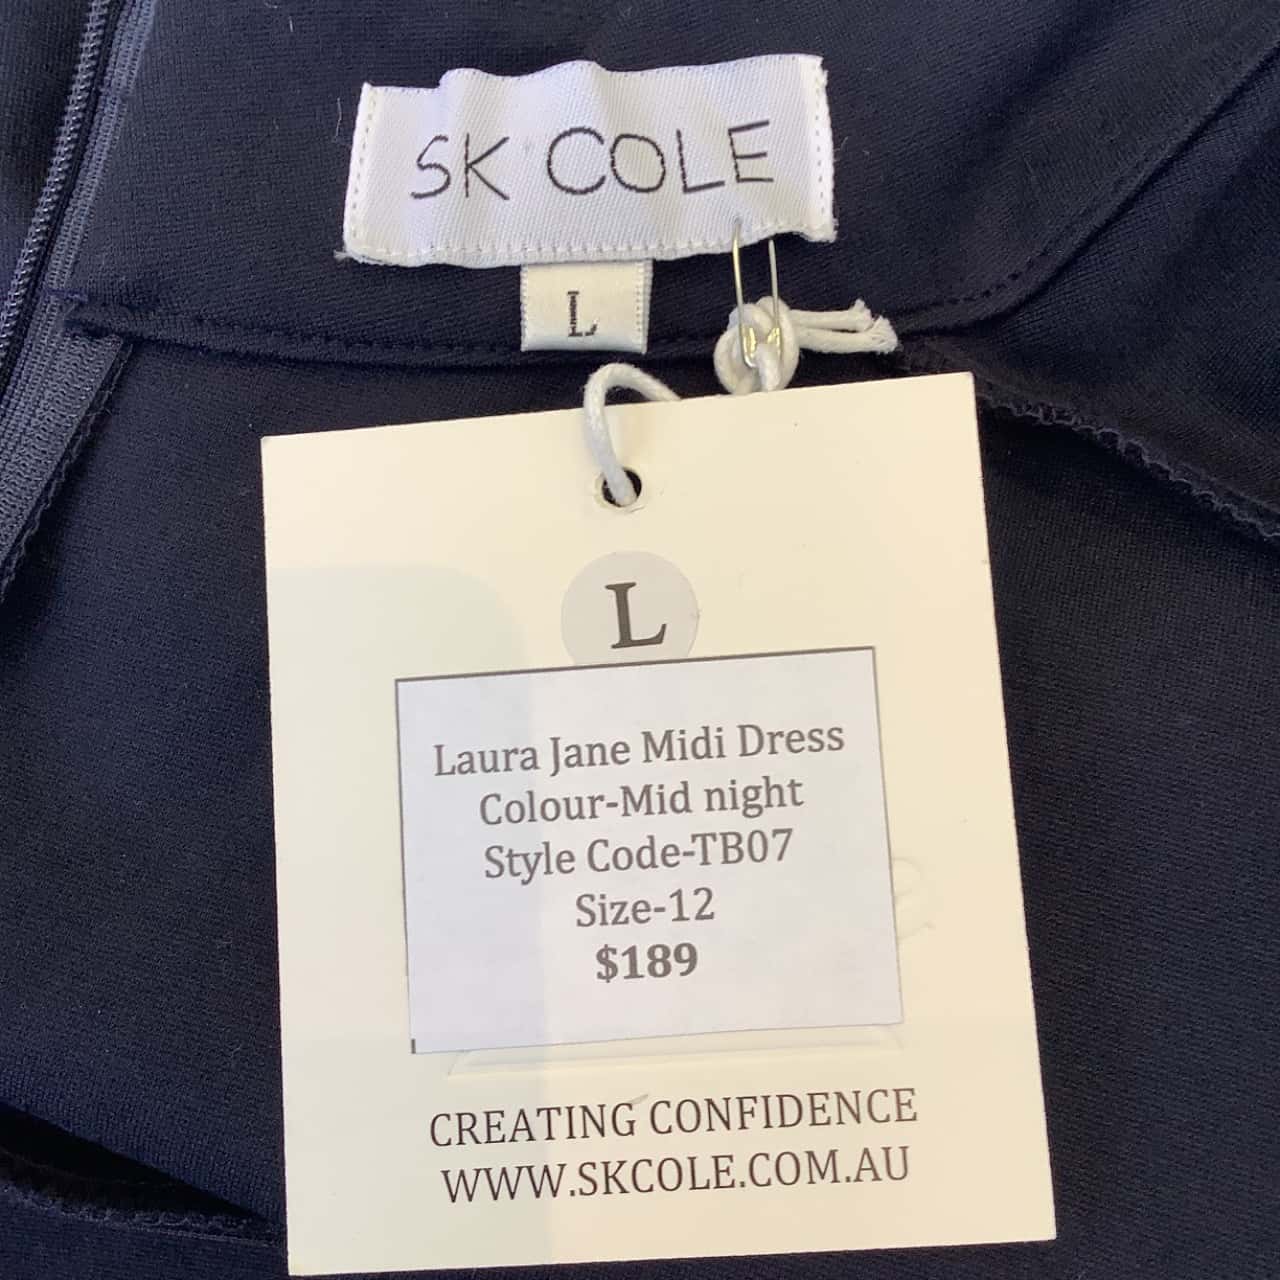 SK COLE
L
L
Laura Jane Midi Dress
Colour-Mid night
Style Code-TB07
Size-12
$189
CREATING CONFIDENCE
WWW.SKCOLE.COM.AU